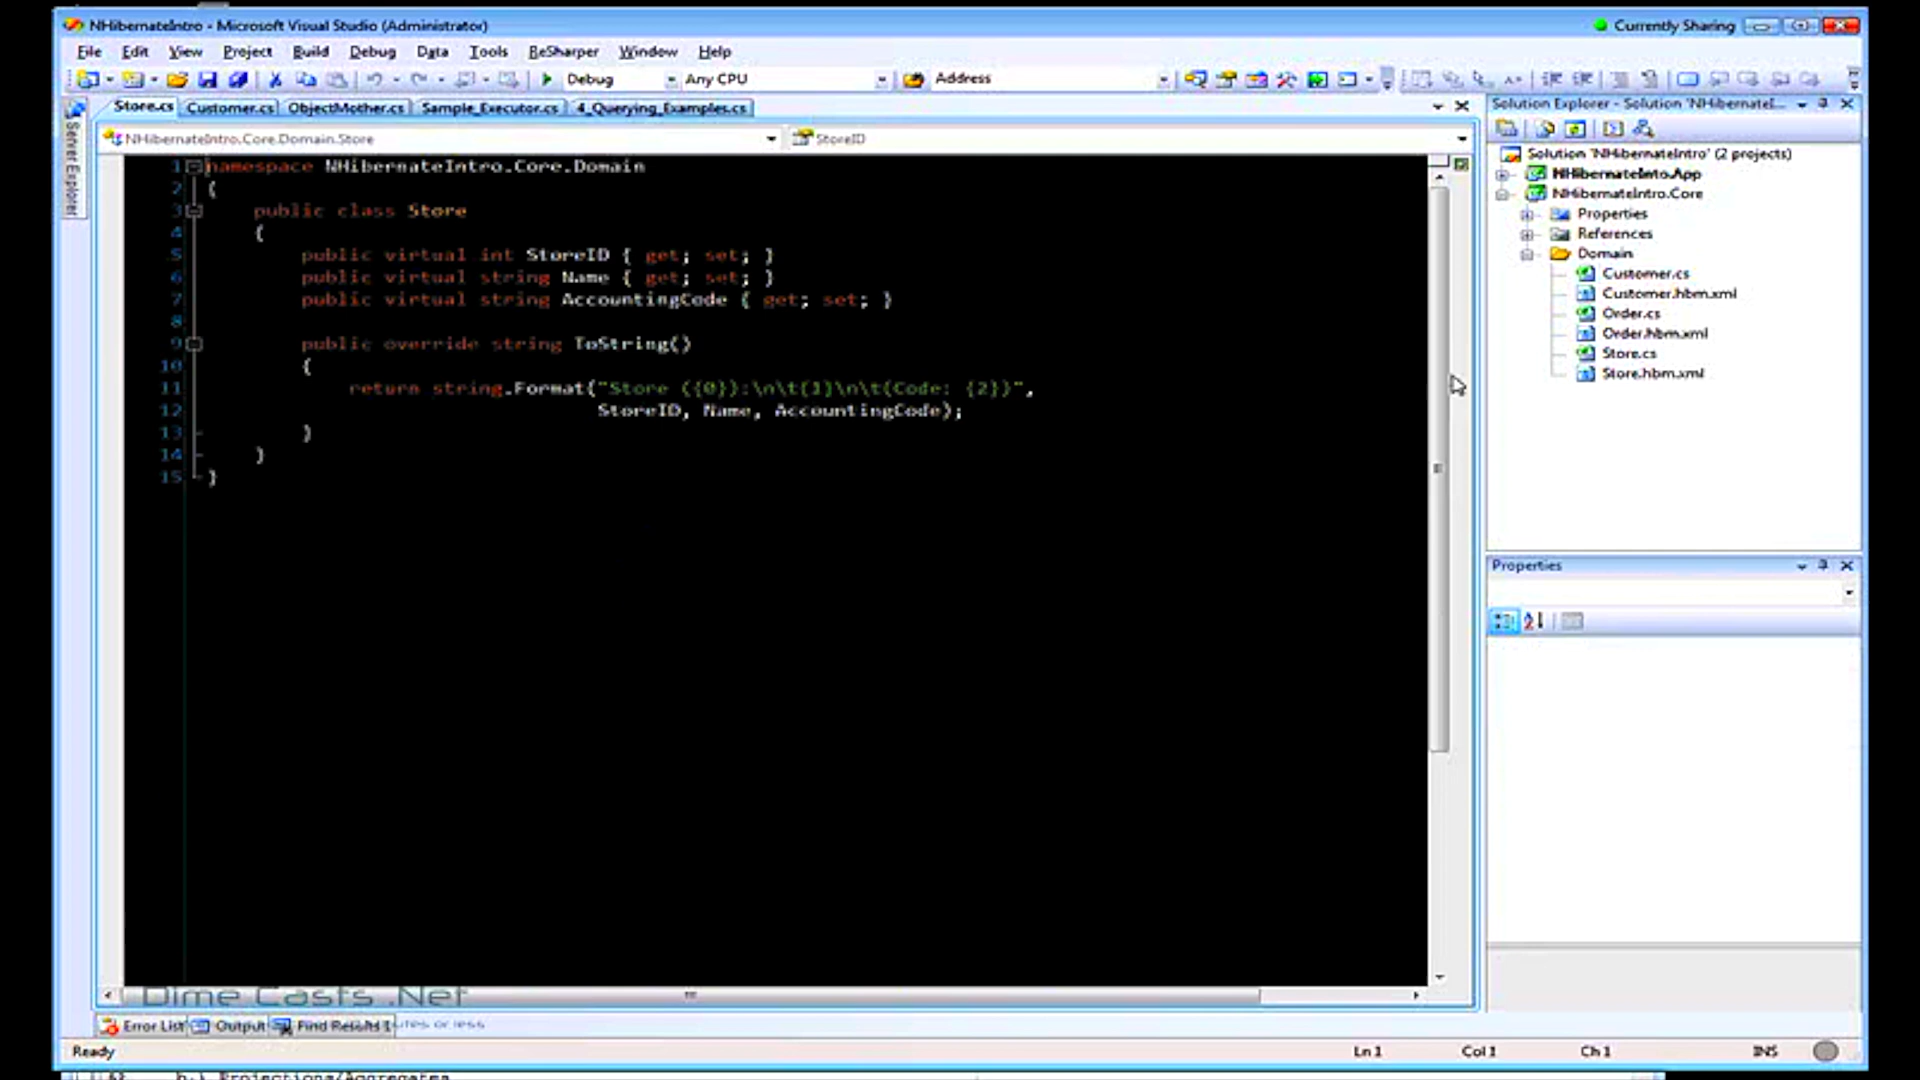 NHibernateIntro - Microsoft Visual Studio (Administrator)
Currently Sharing
File Edit View Project Build Debug Data Tools ReSharper Window Help
Debug Any CPU Address
Store.cs Customer.cs ObjectMother.cs Sample_Executor.cs 4_Querying_Examples.cs
NHibernateIntro.Core.Domain.Store StoreID
Server Explorer
1 namespace NHibernateIntro.Core.Domain
2 {
3 public class Store
4 {
5 public virtual int StoreID { get; set; }
6 public virtual string Name { get; set; }
7 public virtual string AccountingCode { get; set; }
8
9 public override string ToString()
10 {
11 return string.Format("Store ({0}):\n\t{1}\n\t(Code: {2})",
12 StoreID, Name, AccountingCode);
13 }
14 }
15 }
Solution Explorer - Solution 'NHibernateI...
Solution 'NHibernateIntro' (2 projects)
NHibernateInto.App
NHibernateIntro.Core
Properties
References
Domain
Customer.cs
Customer.hbm.xml
Order.cs
Order.hbm.xml
Store.cs
Store.hbm.xml
Properties
Dime Casts .Net
Error List Output Find Results 1 or less
Ready Ln 1 Col 1 Ch 1 INS
b.) Projections/Aggregates